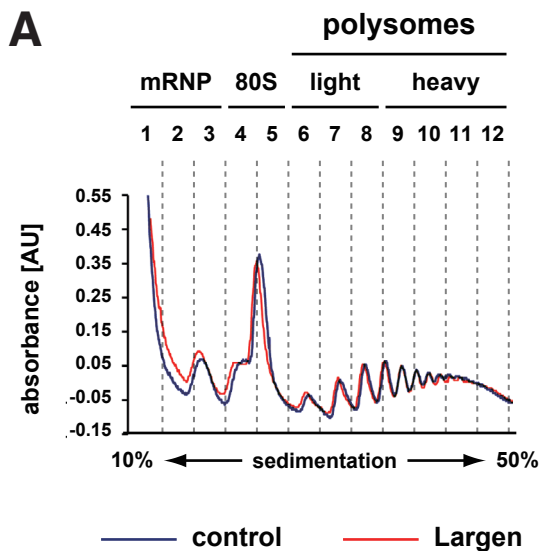 A
polysomes
mRNP 80S light heavy
1 2 3 4 5 6 7 8 9 10 11 12
absorbance [AU]
0.55
0.45
0.35
0.25
0.15
0.05
-0.05
-0.15
10% sedimentation 50%
control Largen